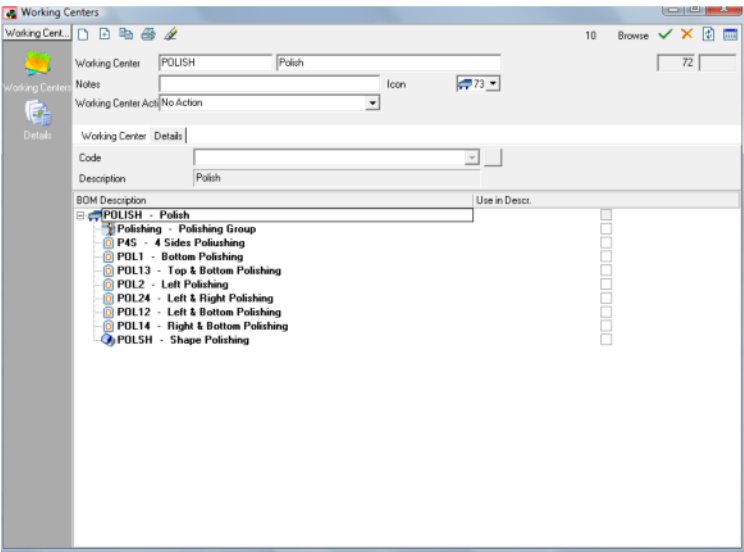 Working Centers
Working Cent...
10 Browse
Working Center POLISH Polish 72
Notes Icon 73
Working Center Acti No Action
Working Centers
Details
Working Center Details
Code
Description Polish
BOM Description Use in Descr.
POLISH - Polish
Polishing - Polishing Group
P4S - 4 Sides Poliushing
POL1 - Bottom Polishing
POL13 - Top & Bottom Polishing
POL2 - Left Polishing
POL24 - Left & Right Polishing
POL12 - Left & Bottom Polishing
POL14 - Right & Bottom Polishing
POLSH - Shape Polishing